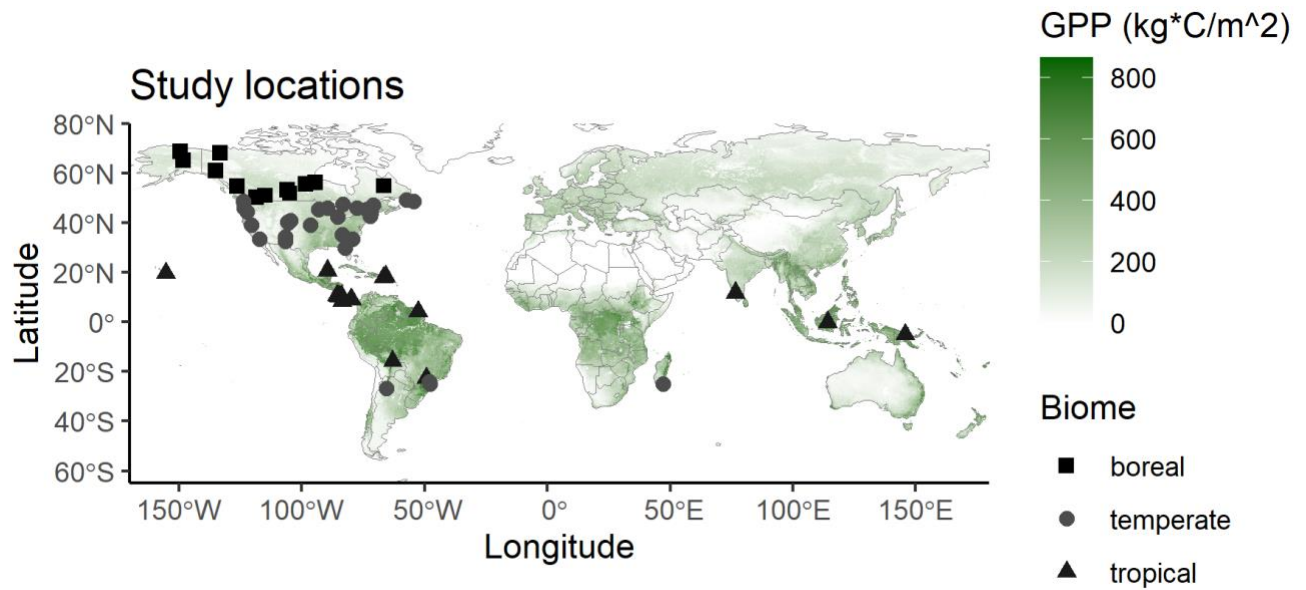 GPP (kg*C/m^2)
800
600
400
200
0
Study locations
80°N
60°N
40°N
20°N
0°
20°S
40°S
60°S
Latitude
150°W
100°W
50°W
0°
50°E
100°E
150°E
Longitude
Biome
boreal
temperate
tropical